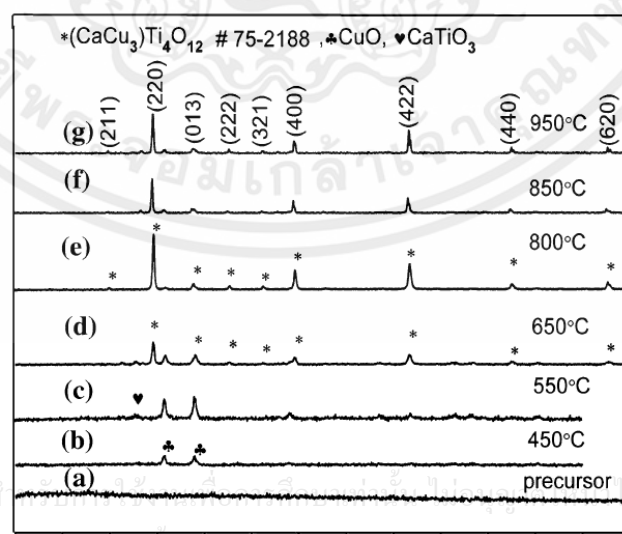 *(CaCu₃)Ti₄O₁₂ # 75-2188 ,♣CuO, ♥CaTiO₃
(211) (220) (013) (222) (321) (400) (422) (440) (620)
(g) 950°C
(f) 850°C
(e) 800°C
* * * * * * * * *
(d) 650°C
* * * * * * * *
(c) ♥ 550°C
(b) ♣ ♣ 450°C
(a) precursor